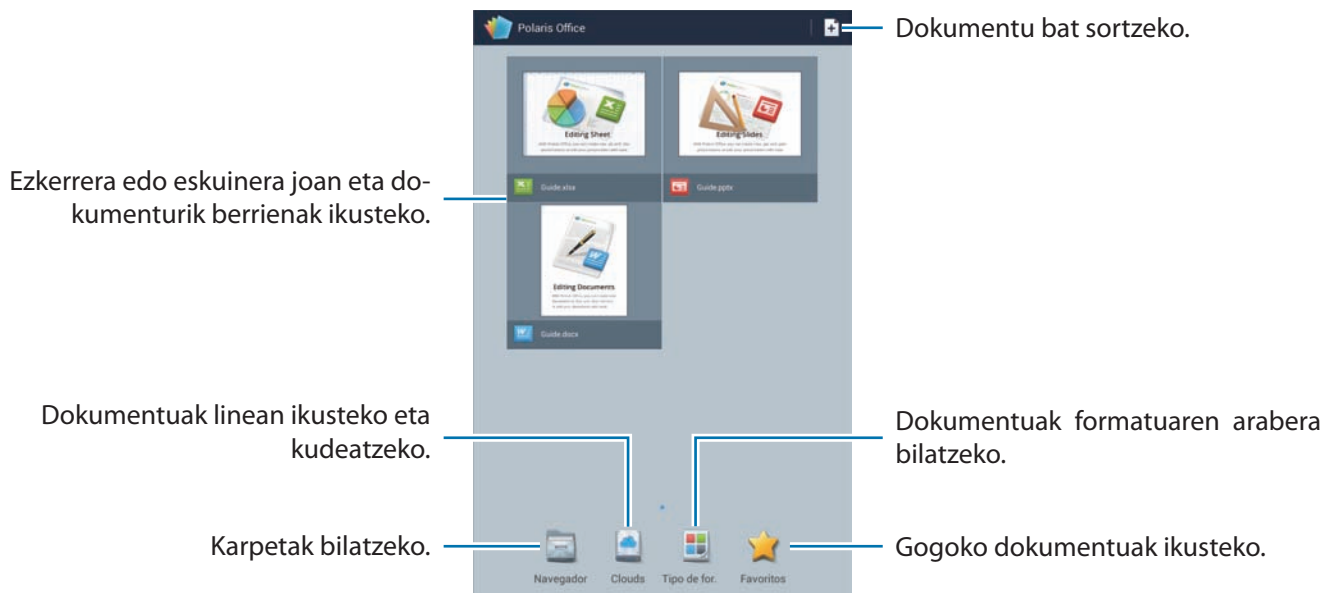 Polaris Office
Dokumentu bat sortzeko.
Editing Sheet
Editing Slides
Ezkerrera edo eskuinera joan eta do-
kumenturik berrienak ikusteko.
Guide.xlsx
Guide.pptx
Editing Documents
Guide.docx
Dokumentuak linean ikusteko eta
kudeatzeko.
Dokumentuak formatuaren arabera
bilatzeko.
Karpetak bilatzeko.
Gogoko dokumentuak ikusteko.
Navegador
Clouds
Tipo de for.
Favoritos